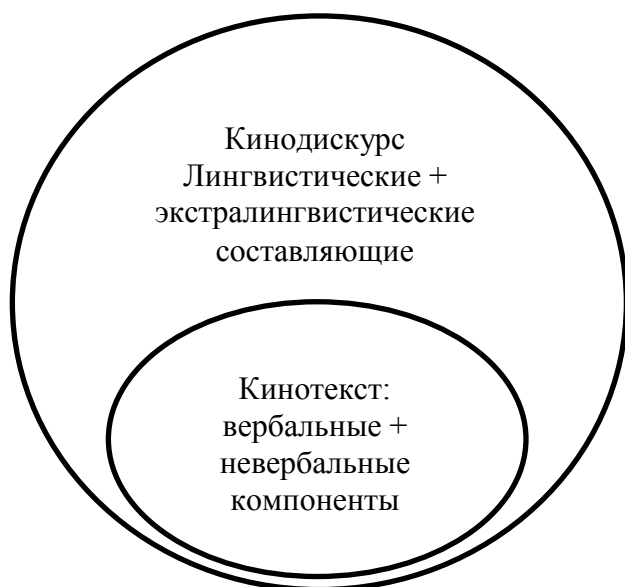 Кинодискурс
Лингвистические +
экстралингвистические
составляющие
Кинотекст:
вербальные +
невербальные
компоненты